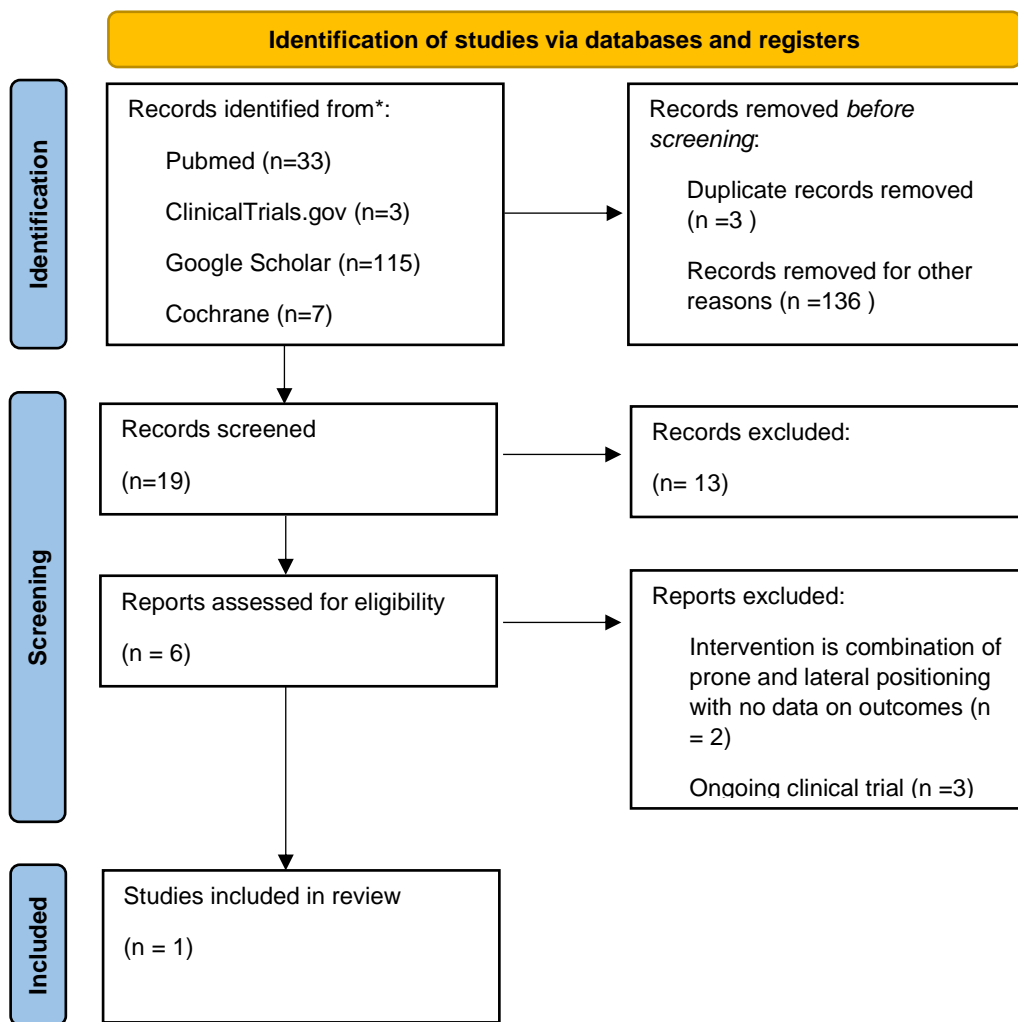 Identification of studies via databases and registers
Identification
Records identified from*:
Pubmed (n=33)
ClinicalTrials.gov (n=3)
Google Scholar (n=115)
Cochrane (n=7)
Records removed before
screening:
Duplicate records removed
(n =3 )
Records removed for other
reasons (n =136 )
Screening
Records screened
(n=19)
Records excluded:
(n= 13)
Reports assessed for eligibility
(n = 6)
Reports excluded:
Intervention is combination of
prone and lateral positioning
with no data on outcomes (n
= 2)
Ongoing clinical trial (n =3)
Included
Studies included in review
(n = 1)